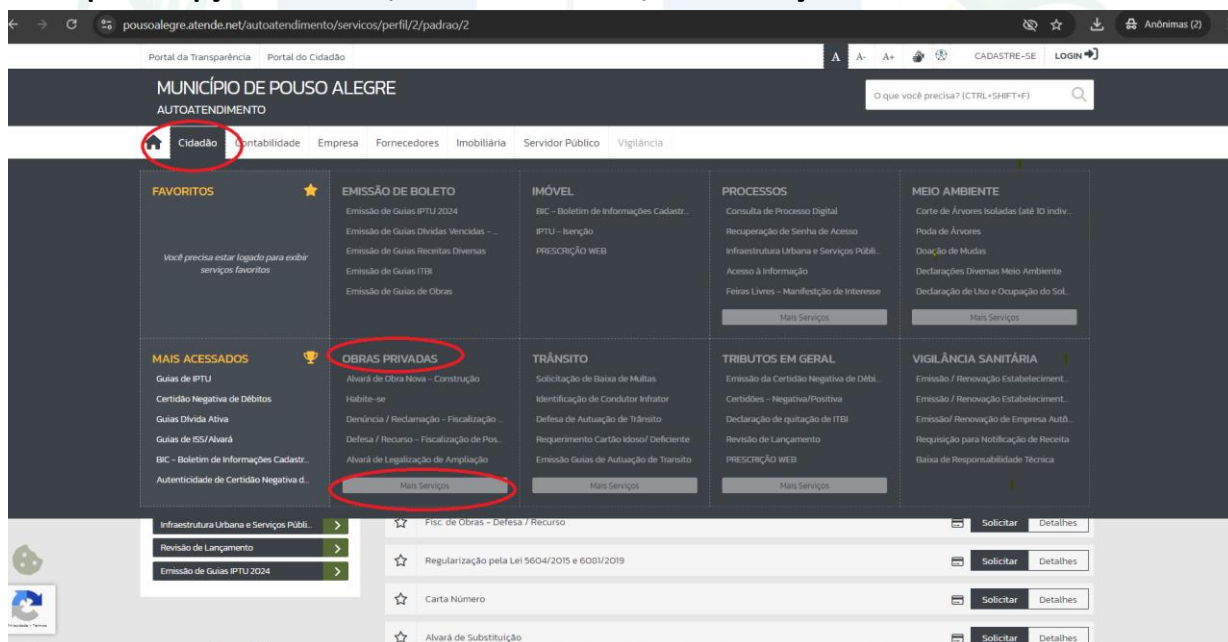 pousoalegre.atende.net/autoatendimento/servicos/perfil/2/padrao/2
Anônimas (2)
Portal da Transparência Portal do Cidadão
A A- A+ CADASTRE-SE LOGIN
MUNICÍPIO DE POUSO ALEGRE
AUTOATENDIMENTO
O que você precisa? (CTRL+SHIFT+F)
Cidadão Contabilidade Empresa Fornecedores Imobiliária Servidor Público Vigilância
FAVORITOS
Você precisa estar logado para exibir
serviços favoritos
EMISSÃO DE BOLETO
Emissão de Guias IPTU 2024
Emissão de Guias Dívidas Vencidas - ...
Emissão de Guias Receitas Diversas
Emissão de Guias ITBI
Emissão de Guias de Obras
IMÓVEL
BIC - Boletim de Informações Cadastr...
IPTU - Isenção
PRESCRIÇÃO WEB
PROCESSOS
Consulta de Processo Digital
Recuperação de Senha de Acesso
Infraestrutura Urbana e Serviços Públi...
Acesso à Informação
Feiras Livres - Manifestção de Interesse
Mais Serviços
MEIO AMBIENTE
Corte de Árvores Isoladas (até 10 indiv...
Poda de Árvores
Doação de Mudas
Declarações Diversas Meio Ambiente
Declaração de Uso e Ocupação do Sol...
Mais Serviços
MAIS ACESSADOS
Guias de IPTU
Certidão Negativa de Débitos
Guias Dívida Ativa
Guias de ISS/Alvará
BIC - Boletim de Informações Cadastr...
Autenticidade de Certidão Negativa d...
OBRAS PRIVADAS
Alvará de Obra Nova - Construção
Habite-se
Denúncia / Reclamação - Fiscalização ...
Defesa / Recurso - Fiscalização de Pos...
Alvará de Legalização de Ampliação
Mais Serviços
TRÂNSITO
Solicitação de Baixa de Multas
Identificação de Condutor Infrator
Defesa de Autuação de Trânsito
Requerimento Cartão Idoso/ Deficiente
Emissão Guias de Autuação de Transito
Mais Serviços
TRIBUTOS EM GERAL
Emissão da Certidão Negativa de Débi...
Certidões - Negativa/Positiva
Declaração de quitação de ITBI
Revisão de Lançamento
PRESCRIÇÃO WEB
Mais Serviços
VIGILÂNCIA SANITÁRIA
Emissão / Renovação Estabeleciment...
Emissão / Renovação Estabeleciment...
Emissão/ Renovação de Empresa Autô...
Requisição para Notificação de Receita
Baixa de Responsabilidade Técnica
Infraestrutura Urbana e Serviços Públi...
Revisão de Lançamento
Emissão de Guias IPTU 2024
Fisc. de Obras - Defesa / Recurso Solicitar Detalhes
Regularização pela Lei 5604/2015 e 6081/2019 Solicitar Detalhes
Carta Número Solicitar Detalhes
Alvará de Substituição Solicitar Detalhes
Privacidade - Termos